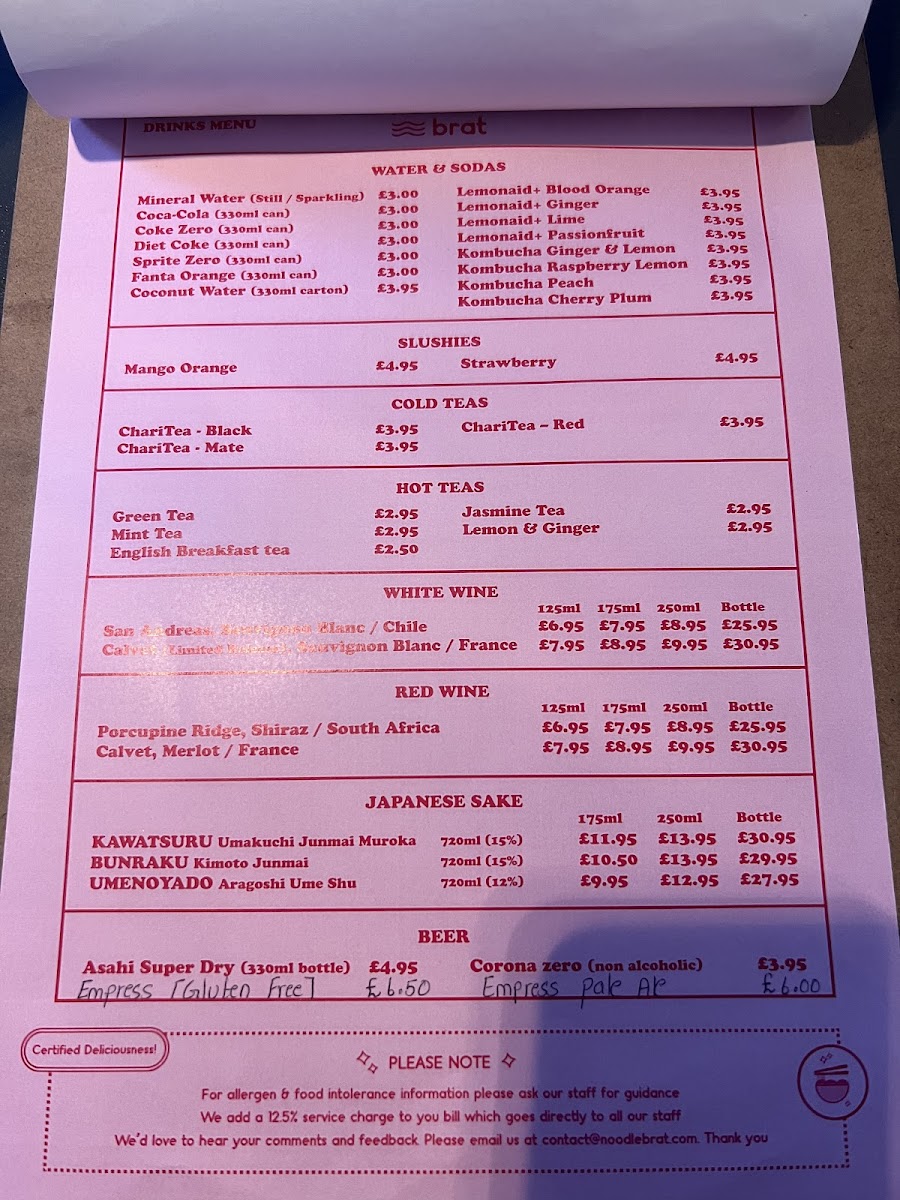 DRINKS MENU
brat
WATER & SODAS
Mineral Water (Still / Sparkling) £3.00
Coca-Cola (330ml can) £3.00
Coke Zero (330ml can) £3.00
Diet Coke (330ml can) £3.00
Sprite Zero (330ml can) £3.00
Fanta Orange (330ml can) £3.00
Coconut Water (330ml carton) £3.95
Lemonaid+ Blood Orange £3.95
Lemonaid+ Ginger £3.95
Lemonaid+ Lime £3.95
Lemonaid+ Passionfruit £3.95
Kombucha Ginger & Lemon £3.95
Kombucha Raspberry Lemon £3.95
Kombucha Peach £3.95
Kombucha Cherry Plum £3.95
SLUSHIES
Mango Orange £4.95 Strawberry £4.95
COLD TEAS
ChariTea - Black £3.95 ChariTea – Red £3.95
ChariTea - Mate £3.95
HOT TEAS
Green Tea £2.95 Jasmine Tea £2.95
Mint Tea £2.95 Lemon & Ginger £2.95
English Breakfast tea £2.50
WHITE WINE
125ml 175ml 250ml Bottle
San Andreas, Sauvignon Blanc / Chile £6.95 £7.95 £8.95 £25.95
Calvet, Limited Sauvignon Blanc / France £7.95 £8.95 £9.95 £30.95
RED WINE
125ml 175ml 250ml Bottle
Porcupine Ridge, Shiraz / South Africa £6.95 £7.95 £8.95 £25.95
Calvet, Merlot / France £7.95 £8.95 £9.95 £30.95
JAPANESE SAKE
175ml 250ml Bottle
KAWATSURU Umakuchi Junmai Muroka 720ml (15%) £11.95 £13.95 £30.95
BUNRAKU Kimoto Junmai 720ml (15%) £10.50 £13.95 £29.95
UMENOYADO Aragoshi Ume Shu 720ml (12%) £9.95 £12.95 £27.95
BEER
Asahi Super Dry (330ml bottle) £4.95 Corona zero (non alcoholic) £3.95
Empress [Gluten Free] £6.50 Empress Pale Ale £6.00
Certified Deliciousness!
PLEASE NOTE
For allergen & food intolerance information please ask our staff for guidance
We add a 12.5% service charge to you bill which goes directly to all our staff
We'd love to hear your comments and feedback. Please email us at contact@noodlebrat.com. Thank you